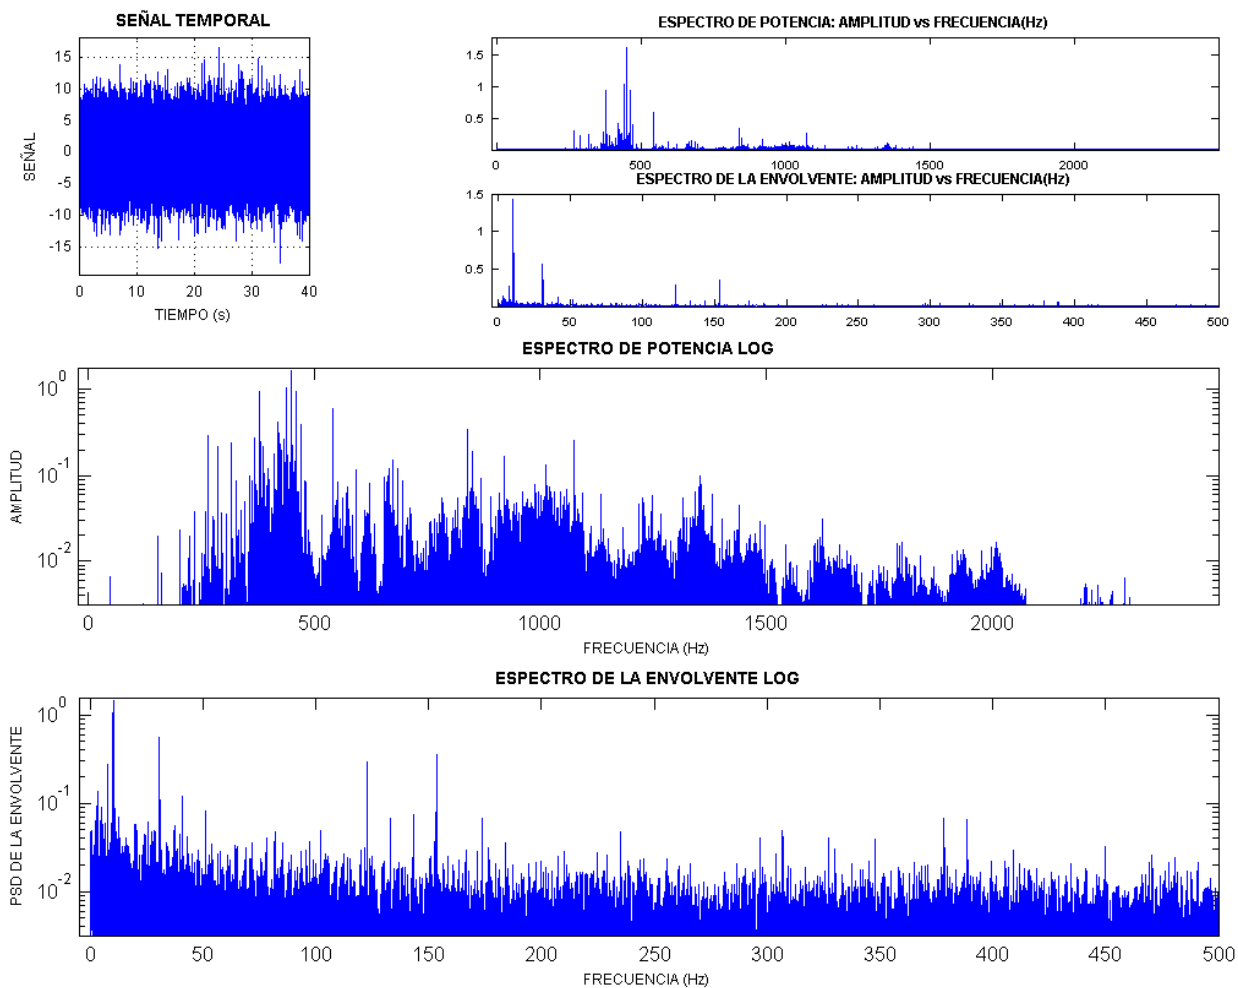 SEÑAL TEMPORAL
15
10
5
0
-5
-10
-15
SEÑAL
0 10 20 30 40
TIEMPO (s)
ESPECTRO DE POTENCIA: AMPLITUD vs FRECUENCIA(Hz)
1.5
1
0.5
0 500 1000 1500 2000
ESPECTRO DE LA ENVOLVENTE: AMPLITUD vs FRECUENCIA(Hz)
1.5
1
0.5
0 50 100 150 200 250 300 350 400 450 500
ESPECTRO DE POTENCIA LOG
10^0
10^-1
10^-2
AMPLITUD
0 500 1000 1500 2000
FRECUENCIA (Hz)
ESPECTRO DE LA ENVOLVENTE LOG
10^0
10^-1
10^-2
PSD DE LA ENVOLVENTE
0 50 100 150 200 250 300 350 400 450 500
FRECUENCIA (Hz)